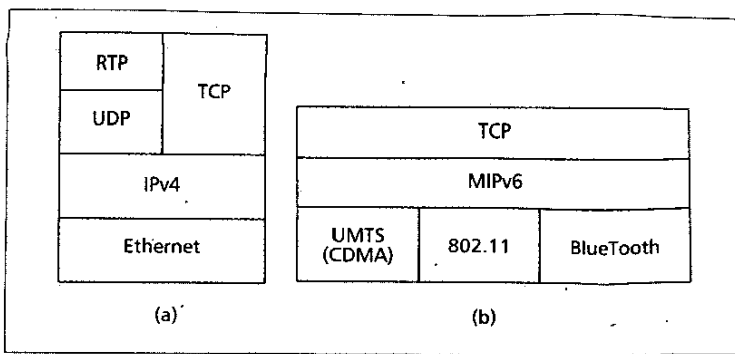 RTP
TCP
UDP
IPv4
Ethernet
(a)
TCP
MIPv6
UMTS
(CDMA)
802.11
BlueTooth
(b)